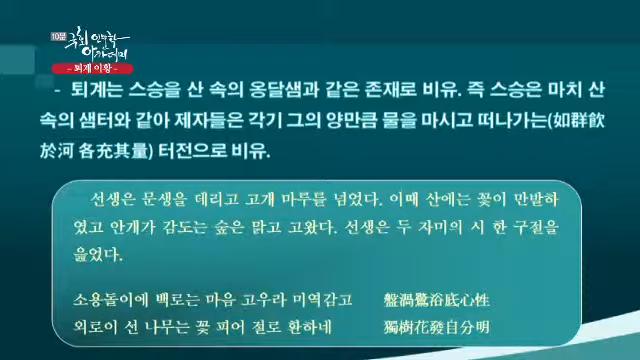 10분
국회 인문학
아카데미
- 퇴계 이황 -
- 퇴계는 스승을 산 속의 옹달샘과 같은 존재로 비유. 즉 스승은 마치 산
속의 샘터와 같아 제자들은 각기 그의 양만큼 물을 마시고 떠나가는(如群飮
於河 各充其量) 터전으로 비유.
선생은 문생을 데리고 고개 마루를 넘었다. 이때 산에는 꽃이 만발하
였고 안개가 감도는 숲은 맑고 고왔다. 선생은 두 자미의 시 한 구절을
읊었다.
소용돌이에 백로는 마음 고우라 미역감고 盤渦鷺浴底心性
외로이 선 나무는 꽃 피어 절로 환하네 獨樹花發自分明